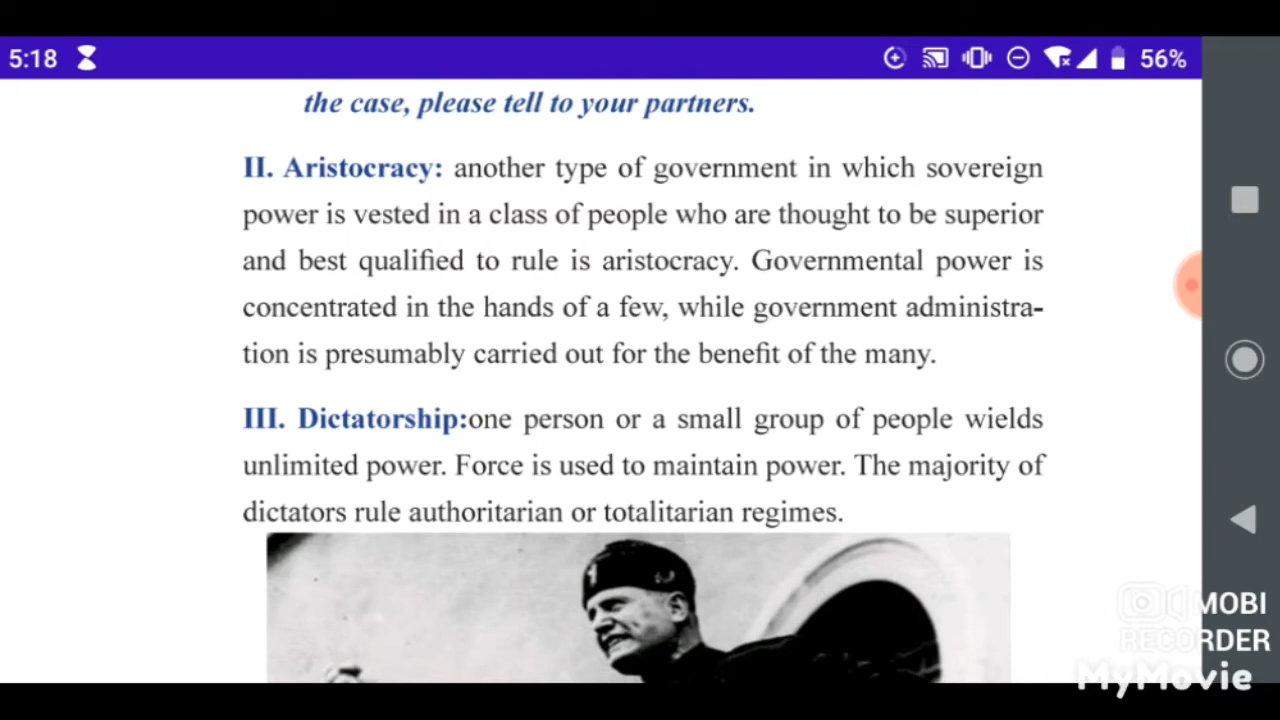 5:18
56%
the case, please tell to your partners.
II. Aristocracy: another type of government in which sovereign
power is vested in a class of people who are thought to be superior
and best qualified to rule is aristocracy. Governmental power is
concentrated in the hands of a few, while government administra-
tion is presumably carried out for the benefit of the many.
III. Dictatorship:one person or a small group of people wields
unlimited power. Force is used to maintain power. The majority of
dictators rule authoritarian or totalitarian regimes.
MOBI
RECORDER
MyMovie